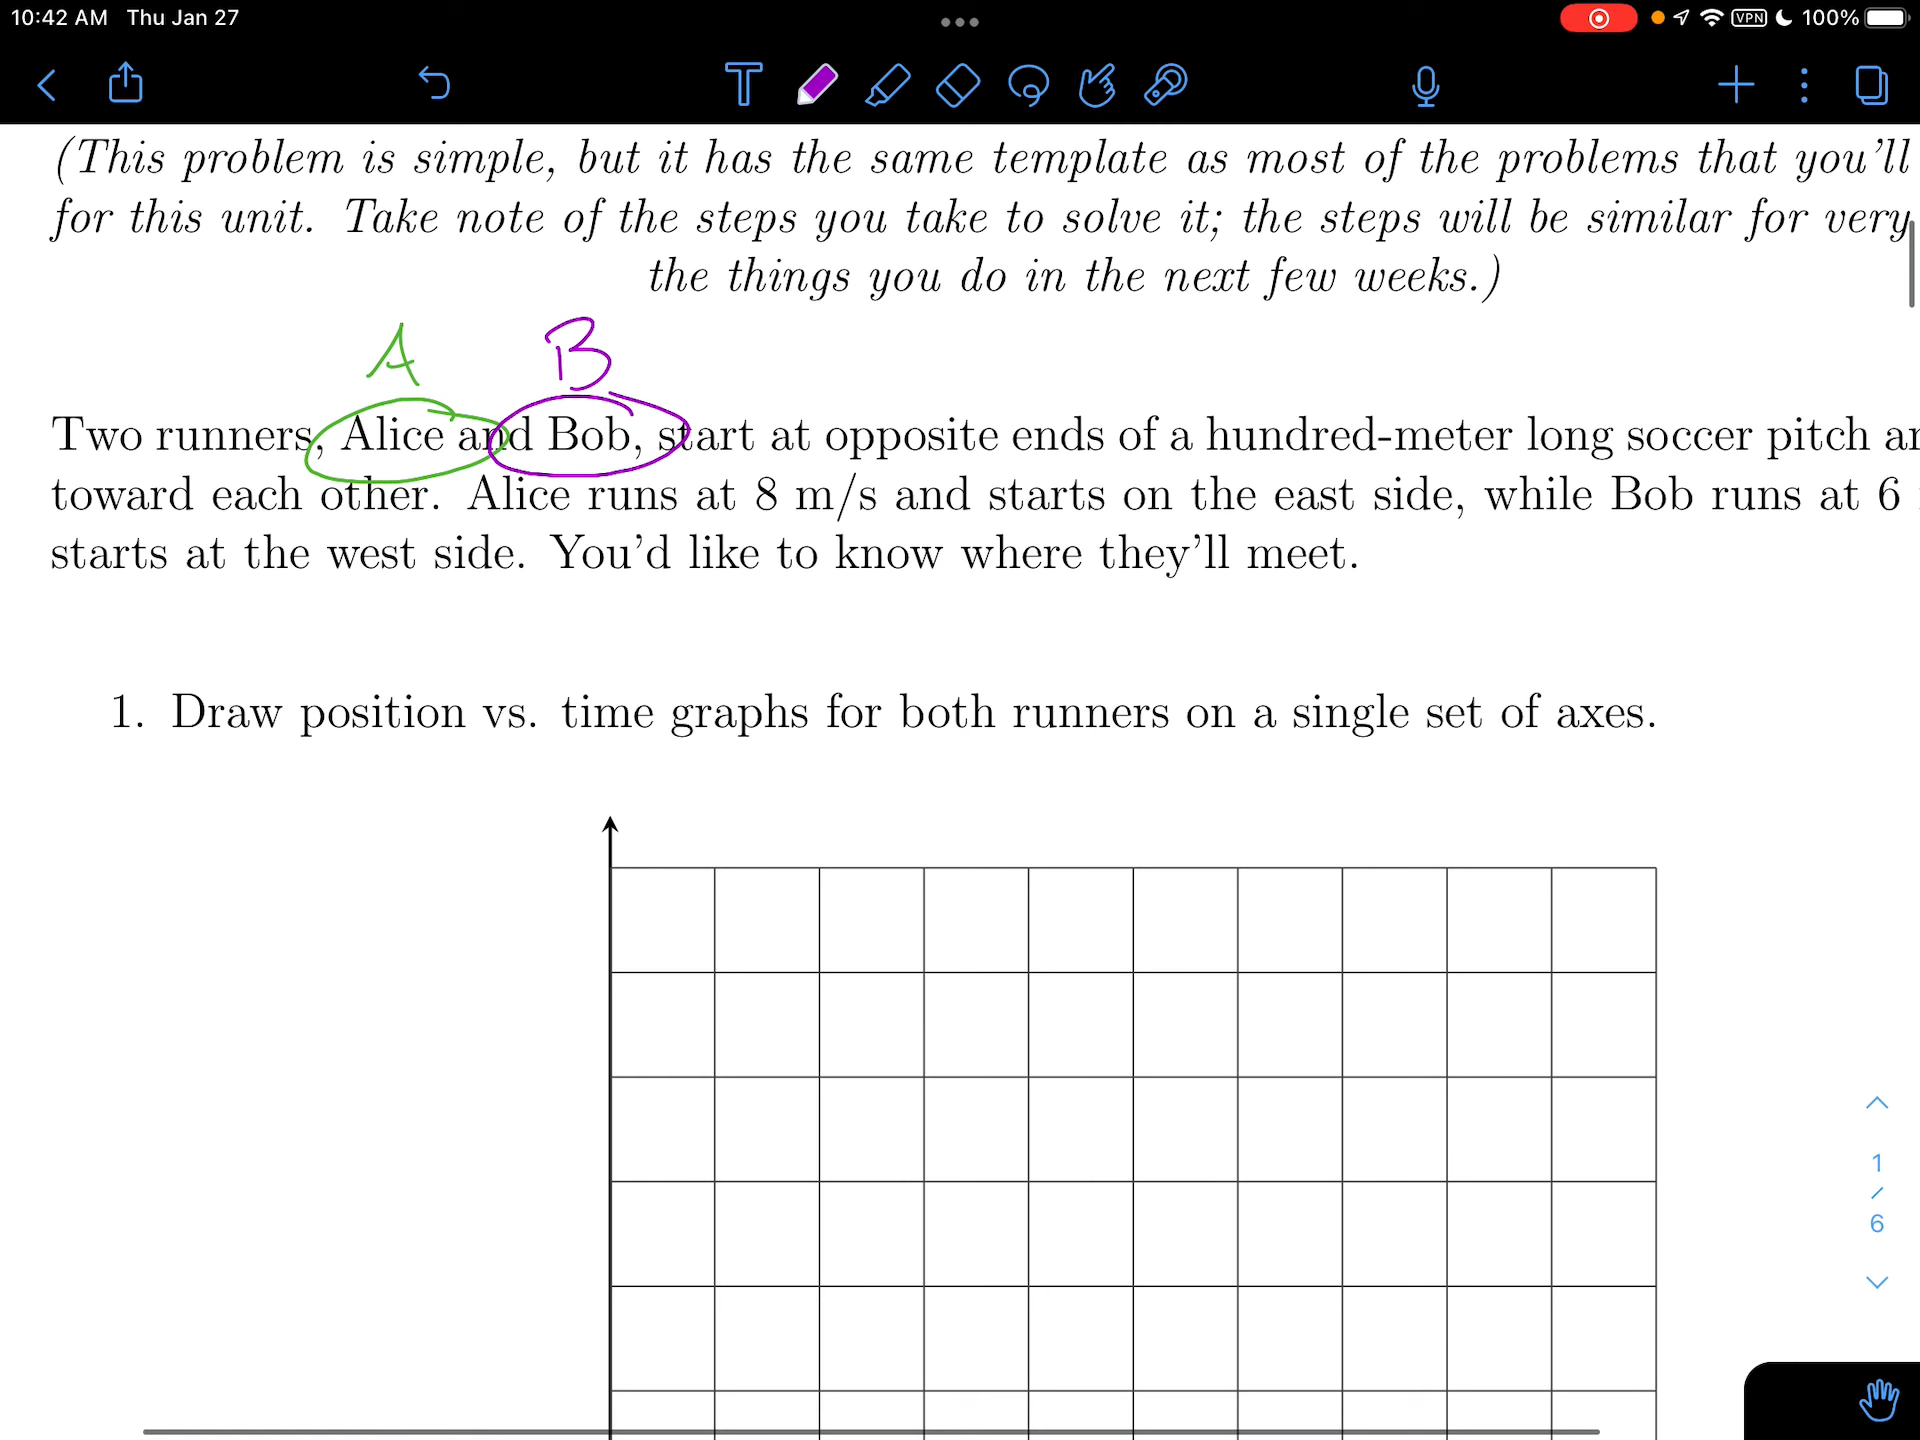 10:42 AM Thu Jan 27
VPN 100%
T
(This problem is simple, but it has the same template as most of the problems that you'll
for this unit. Take note of the steps you take to solve it; the steps will be similar for very
the things you do in the next few weeks.)
A B
Two runners, Alice and Bob, start at opposite ends of a hundred-meter long soccer pitch
toward each other. Alice runs at 8 m/s and starts on the east side, while Bob runs at 6
starts at the west side. You'd like to know where they'll meet.
1. Draw position vs. time graphs for both runners on a single set of axes.
1
/
6